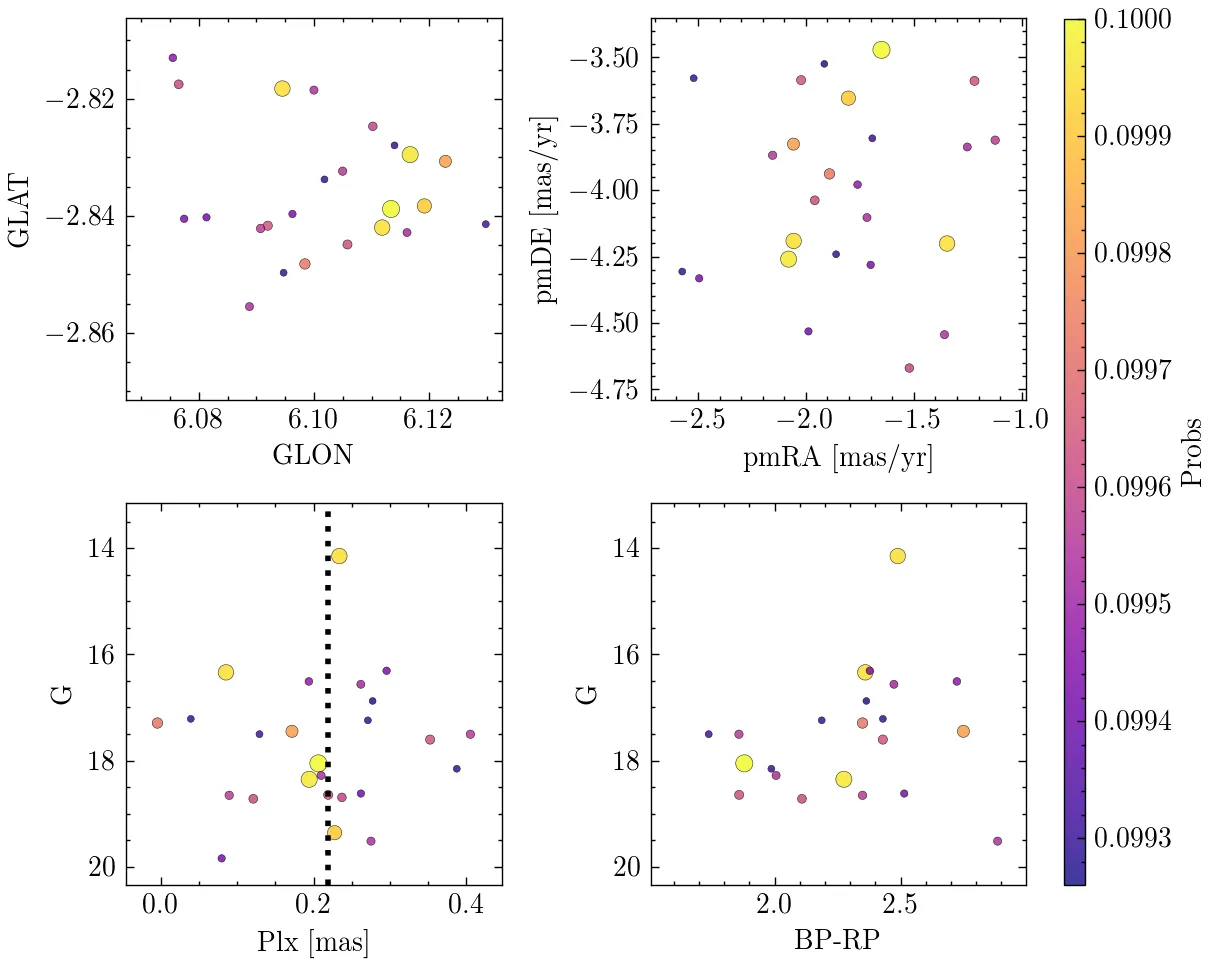 −2.82
−2.84
−2.86
GLAT
6.08 6.10 6.12
GLON
−3.50
−3.75
−4.00
−4.25
−4.50
−4.75
pmDE [mas/yr]
−2.5 −2.0 −1.5 −1.0
pmRA [mas/yr]
14
16
18
20
G
0.0 0.2 0.4
Plx [mas]
14
16
18
20
G
2.0 2.5
BP-RP
0.1000
0.0999
0.0998
0.0997
0.0996
0.0995
0.0994
0.0993
Probs